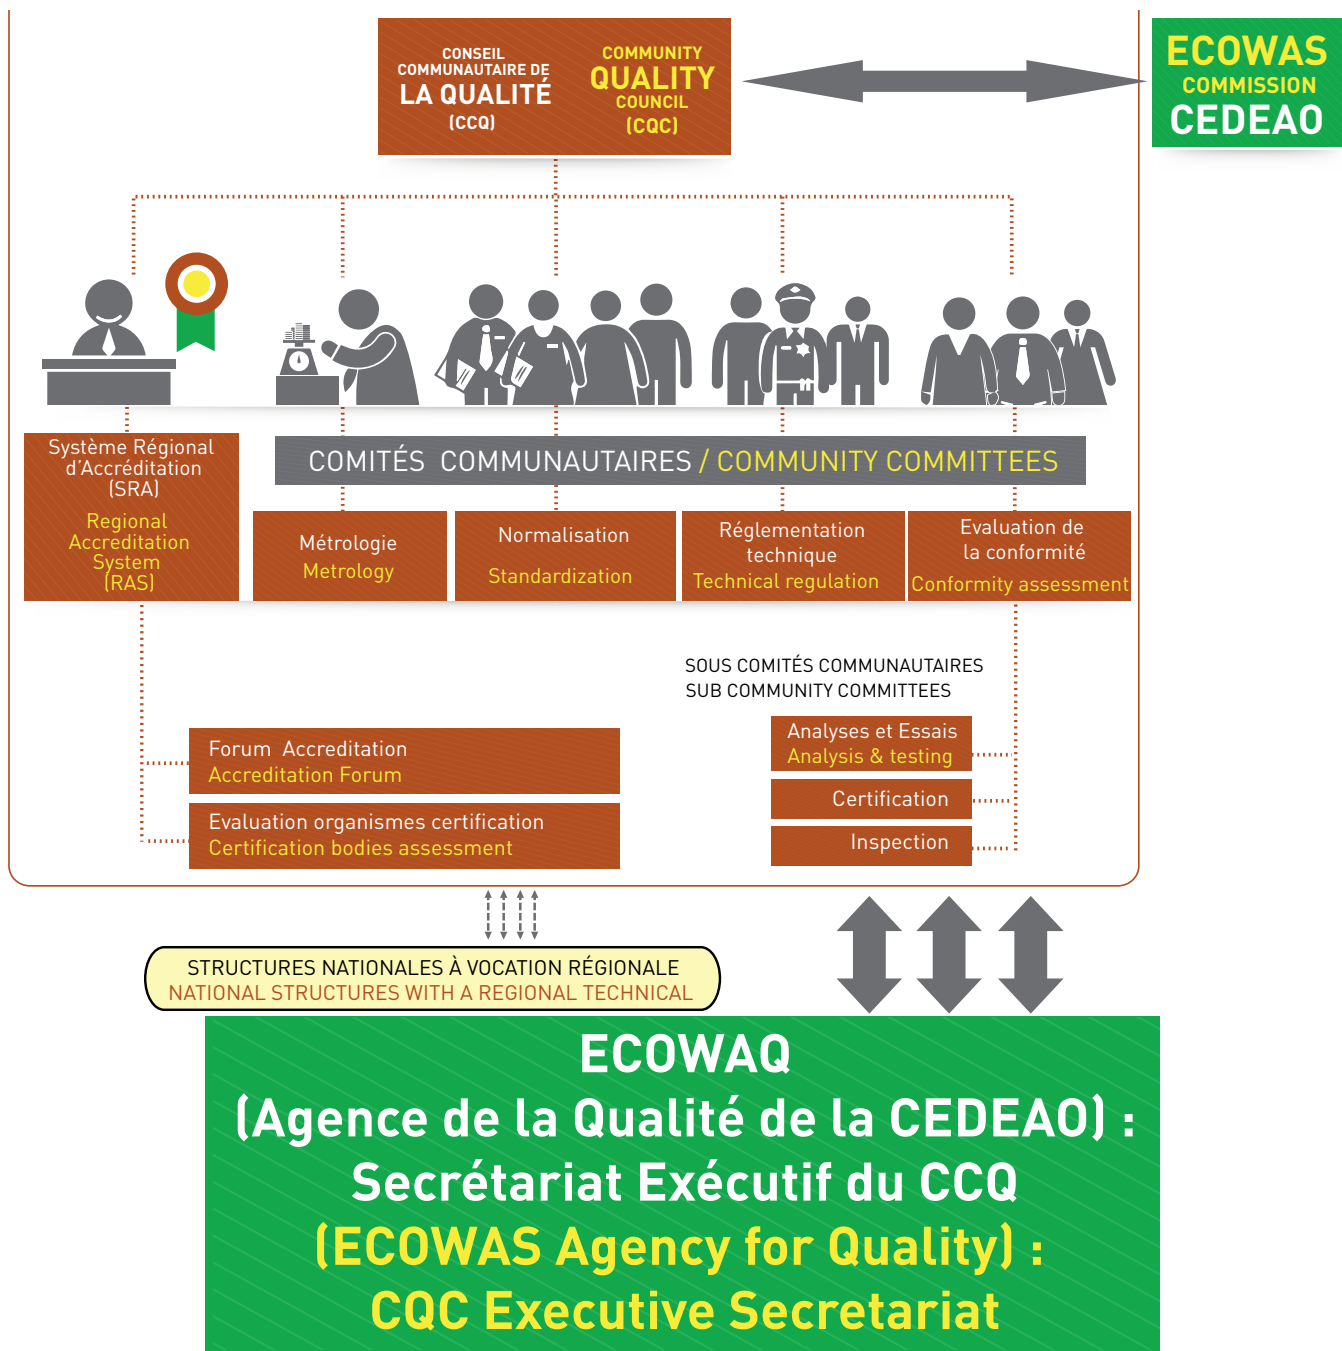 CONSEIL
COMMUNAUTAIRE DE
LA QUALITÉ
(CCQ)
COMMUNITY
QUALITY
COUNCIL
(CQC)
ECOWAS
COMMISSION
CEDEAO
Système Régional
d'Accréditation
(SRA)
Regional
Accreditation
System
(RAS)
COMITÉS COMMUNAUTAIRES / COMMUNITY COMMITTEES
Métrologie
Metrology
Normalisation
Standardization
Réglementation
technique
Technical regulation
Evaluation de
la conformité
Conformity assessment
SOUS COMITÉS COMMUNAUTAIRES
SUB COMMUNITY COMMITTEES
Analyses et Essais
Analysis & testing
Certification
Inspection
Forum Accreditation
Accreditation Forum
Evaluation organismes certification
Certification bodies assessment
STRUCTURES NATIONALES À VOCATION RÉGIONALE
NATIONAL STRUCTURES WITH A REGIONAL TECHNICAL
ECOWAQ
(Agence de la Qualité de la CEDEAO) :
Secrétariat Exécutif du CCQ
(ECOWAS Agency for Quality) :
CQC Executive Secretariat